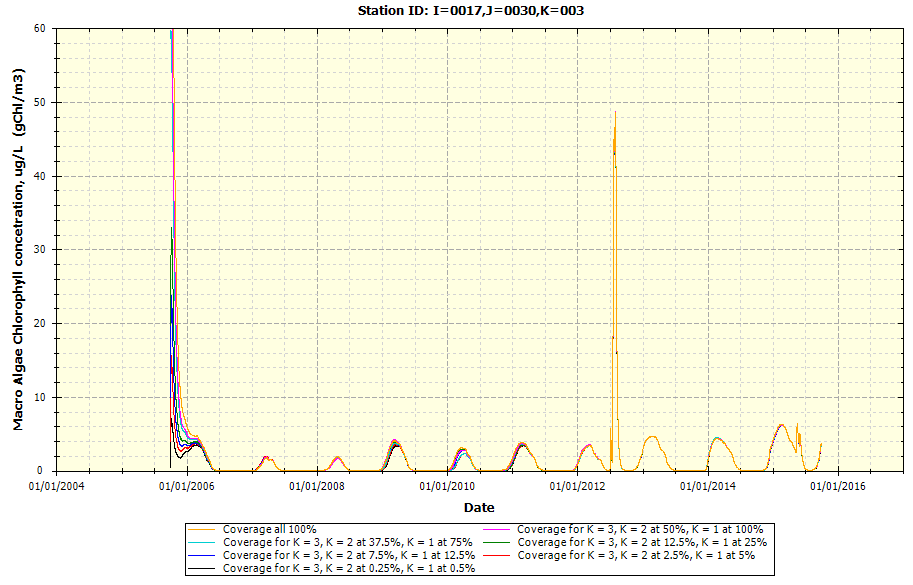 Station ID: I=0017,J=0030,K=003
Macro Algae Chlorophyll concetration, ug/L (gChl/m3)
60
50
40
30
20
10
0
01/01/2004 01/01/2006 01/01/2008 01/01/2010 01/01/2012 01/01/2014 01/01/2016
Date
Coverage all 100% Coverage for K = 3, K = 2 at 50%, K = 1 at 100%
Coverage for K = 3, K = 2 at 37.5%, K = 1 at 75% Coverage for K = 3, K = 2 at 12.5%, K = 1 at 25%
Coverage for K = 3, K = 2 at 7.5%, K = 1 at 12.5% Coverage for K = 3, K = 2 at 2.5%, K = 1 at 5%
Coverage for K = 3, K = 2 at 0.25%, K = 1 at 0.5%